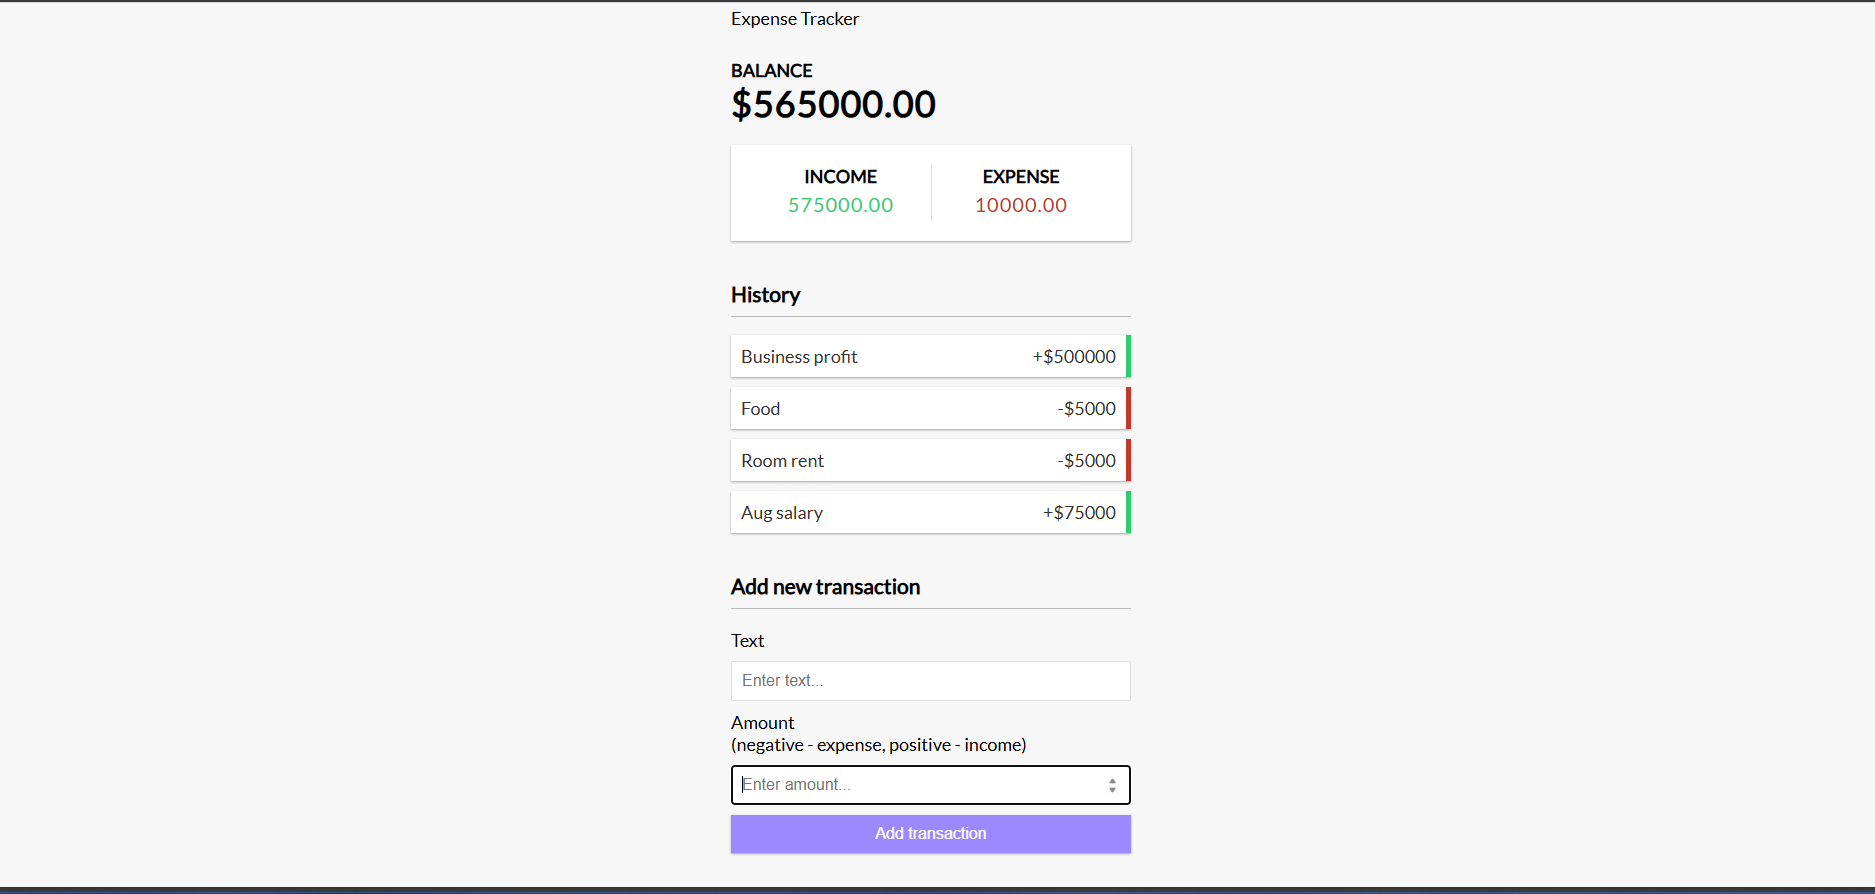 Expense Tracker
BALANCE
$565000.00
INCOME
575000.00
EXPENSE
10000.00
History
Business profit +$500000
Food -$5000
Room rent -$5000
Aug salary +$75000
Add new transaction
Text
Enter text...
Amount
(negative - expense, positive - income)
Enter amount...
Add transaction